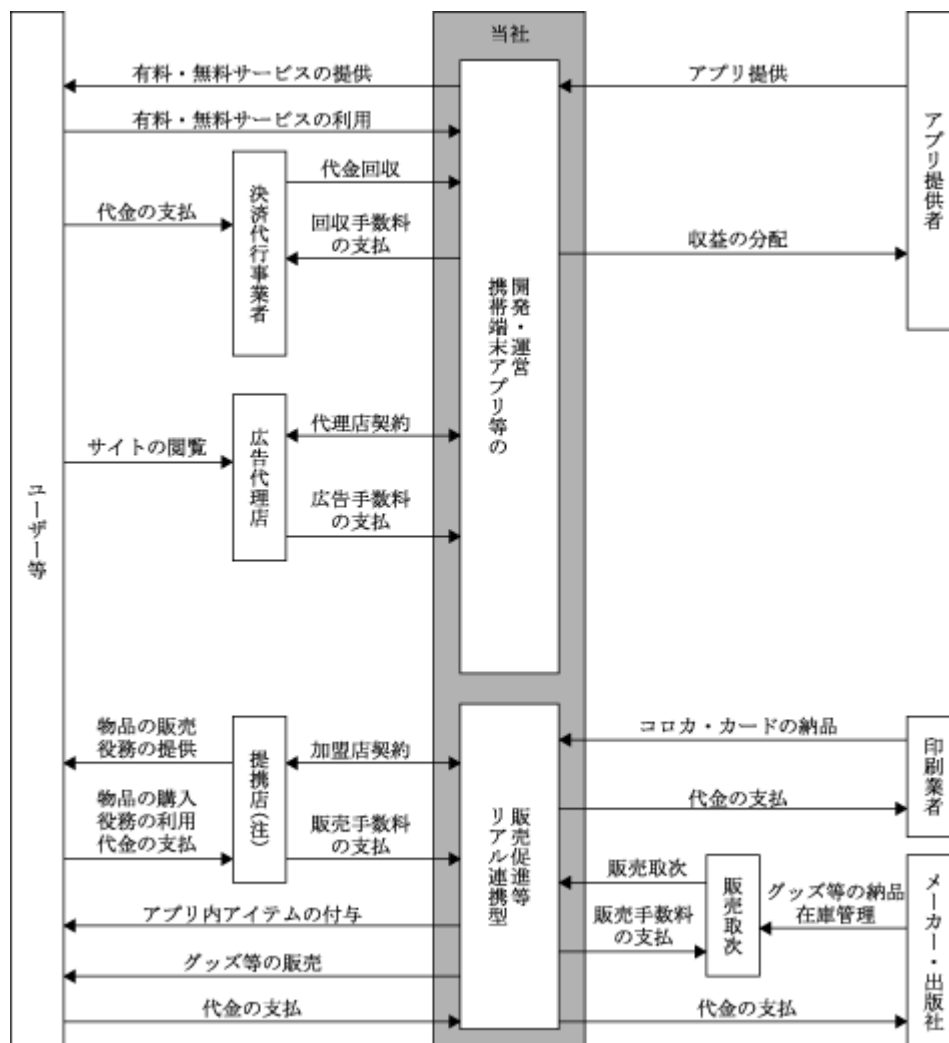 当社
有料・無料サービスの提供
アプリ提供
有料・無料サービスの利用
代金回収
代金の支払
決済代行事業者
回収手数料
の支払
収益の分配
アプリ提供者
携帯端末アプリ等の
開発・運営
代理店契約
サイトの閲覧
広告代理店
広告手数料
の支払
ユーザー等
物品の販売
役務の提供
加盟店契約
コロカ・カードの納品
提携店(注)
印刷業者
物品の購入
役務の利用
代金の支払
販売手数料
の支払
代金の支払
リアル連携型
販売促進等
販売取次
販売取次
グッズ等の納品
在庫管理
アプリ内アイテムの付与
販売手数料
の支払
メーカー・出版社
グッズ等の販売
代金の支払
代金の支払